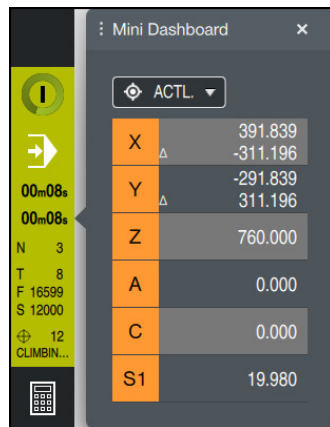 Mini Dashboard ×
ACTL. ▼
X 391.839
Δ -311.196
Y -291.839
Δ 311.196
Z 760.000
A 0.000
C 0.000
S1 19.980
00m08s
00m08s
N 3
T 8
F 16599
S 12000
12
CLIMBIN...